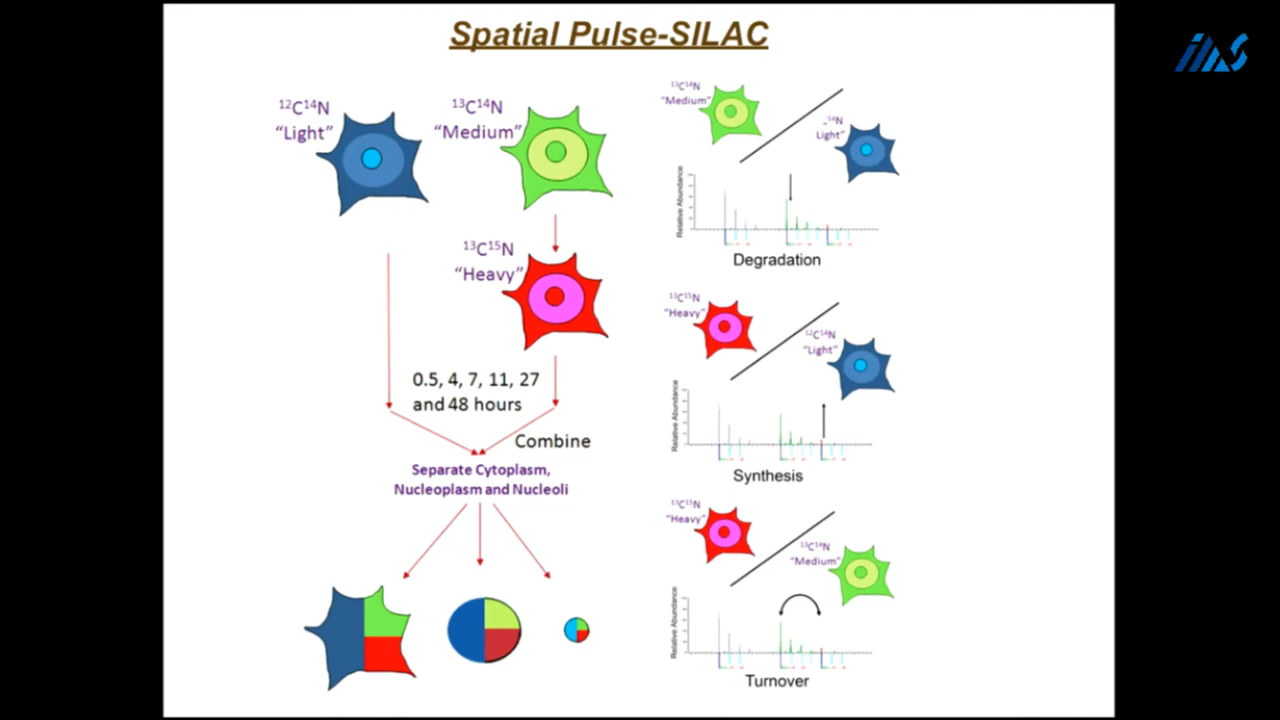 Spatial Pulse-SILAC
iLAS
¹²C¹⁴N
“Light”
¹³C¹⁴N
“Medium”
¹³C¹⁵N
“Heavy”
0.5, 4, 7, 11, 27
and 48 hours
Combine
Separate Cytoplasm,
Nucleoplasm and Nucleoli
¹³C¹⁴N
“Medium”
¹⁴N
Light”
Relative Abundance
Degradation
¹³C¹⁵N
“Heavy”
¹²C¹⁴N
“Light”
Relative Abundance
Synthesis
¹³C¹⁵N
“Heavy”
¹³C¹⁴N
“Medium”
Relative Abundance
Turnover